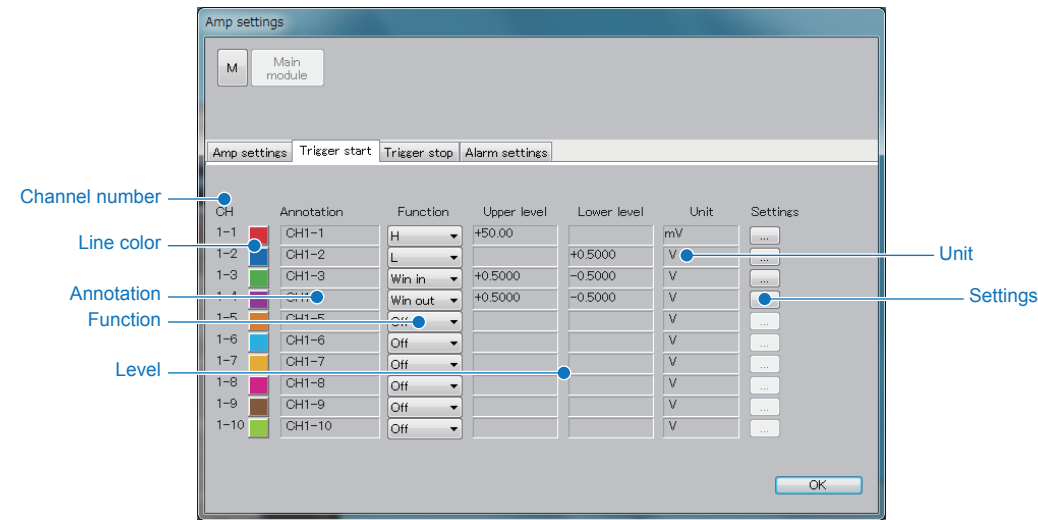 Amp settings
M
Main module
Amp settings Trigger start Trigger stop Alarm settings
Channel number
CH Annotation Function Upper level Lower level Unit Settings
1-1 CH1-1 H +50.00 mV ...
Line color
1-2 CH1-2 L +0.5000 V ...
Unit
1-3 CH1-3 Win in +0.5000 -0.5000 V ...
Annotation
1-4 Win out +0.5000 -0.5000 V
Settings
Function
1-5 CH1-5 Off V ...
1-6 CH1-6 Off V ...
Level
1-7 CH1-7 Off V ...
1-8 CH1-8 Off V ...
1-9 CH1-9 Off V ...
1-10 CH1-10 Off V ...
OK